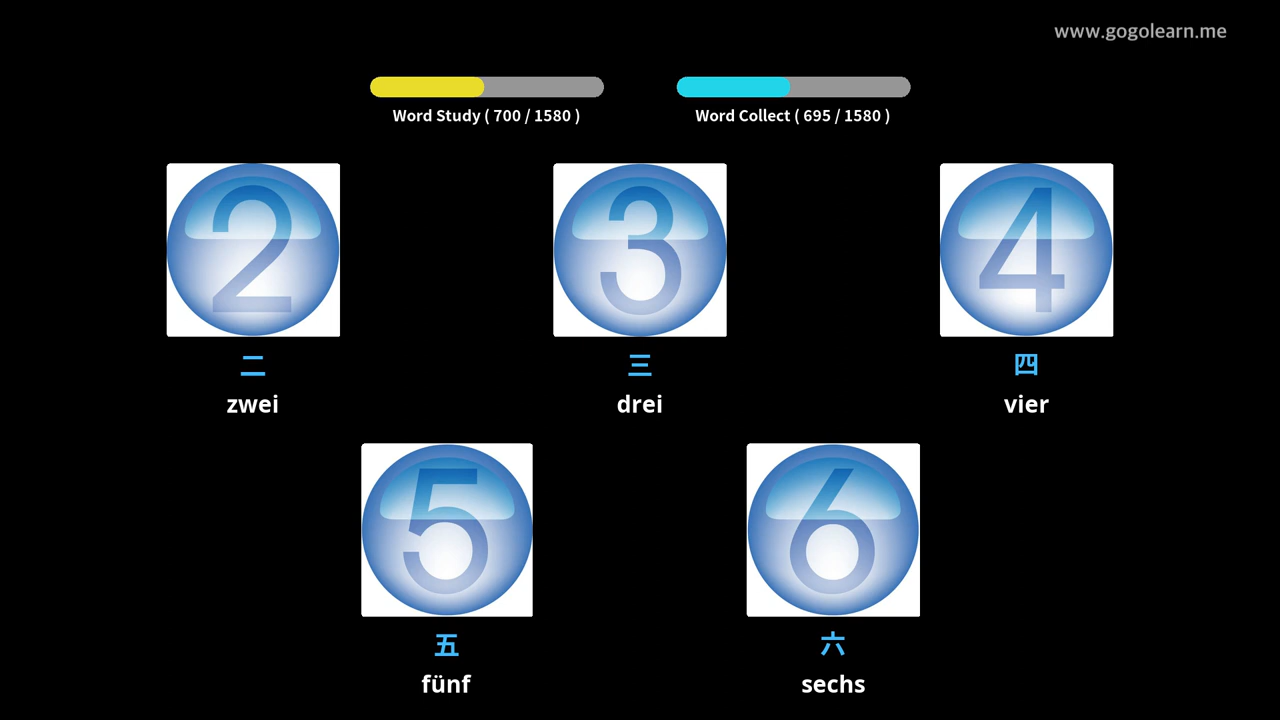 www.gogolearn.me
Word Study ( 700 / 1580 )
Word Collect ( 695 / 1580 )
2
3
4
二
三
四
zwei
drei
vier
5
6
五
六
fünf
sechs